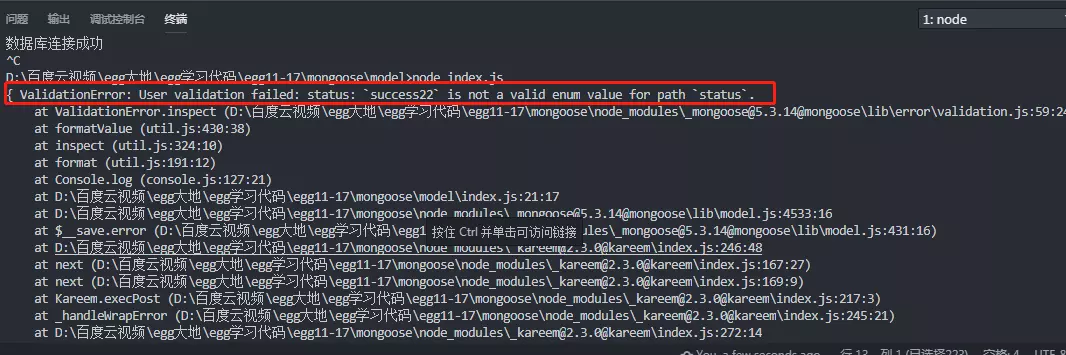 问题 输出 调试控制台 终端 1: node
数据库连接成功
^C
D:\百度云视频\egg大地\egg学习代码\egg11-17\mongoose\model>node index.js
{ ValidationError: User validation failed: status: `success22` is not a valid enum value for path `status`.
at ValidationError.inspect (D:\百度云视频\egg大地\egg学习代码\egg11-17\mongoose\node_modules\_mongoose@5.3.14@mongoose\lib\error\validation.js:59:24
at formatValue (util.js:430:38)
at inspect (util.js:324:10)
at format (util.js:191:12)
at Console.log (console.js:127:21)
at D:\百度云视频\egg大地\egg学习代码\egg11-17\mongoose\model\index.js:21:17
at D:\百度云视频\egg大地\egg学习代码\egg11-17\mongoose\node_modules\_mongoose@5.3.14@mongoose\lib\model.js:4533:16
at $__save.error (D:\百度云视频\egg大地\egg学习代码\egg11 s\_mongoose@5.3.14@mongoose\lib\model.js:431:16)
按住 Ctrl 并单击可访问链接
at D:\百度云视频\egg大地\egg学习代码\egg11-17\mongoose\node_modules\_kareem@2.3.0@kareem\index.js:246:48
at next (D:\百度云视频\egg大地\egg学习代码\egg11-17\mongoose\node_modules\_kareem@2.3.0@kareem\index.js:167:27)
at next (D:\百度云视频\egg大地\egg学习代码\egg11-17\mongoose\node_modules\_kareem@2.3.0@kareem\index.js:169:9)
at Kareem.execPost (D:\百度云视频\egg大地\egg学习代码\egg11-17\mongoose\node_modules\_kareem@2.3.0@kareem\index.js:217:3)
at _handleWrapError (D:\百度云视频\egg大地\egg学习代码\egg11-17\mongoose\node_modules\_kareem@2.3.0@kareem\index.js:245:21)
at D:\百度云视频\egg大地\egg学习代码\egg11-17\mongoose\node_modules\_kareem@2.3.0@kareem\index.js:272:14
You, a few seconds ago 行 13, 列 1 (已选择223) 空格: 4 UTF-8